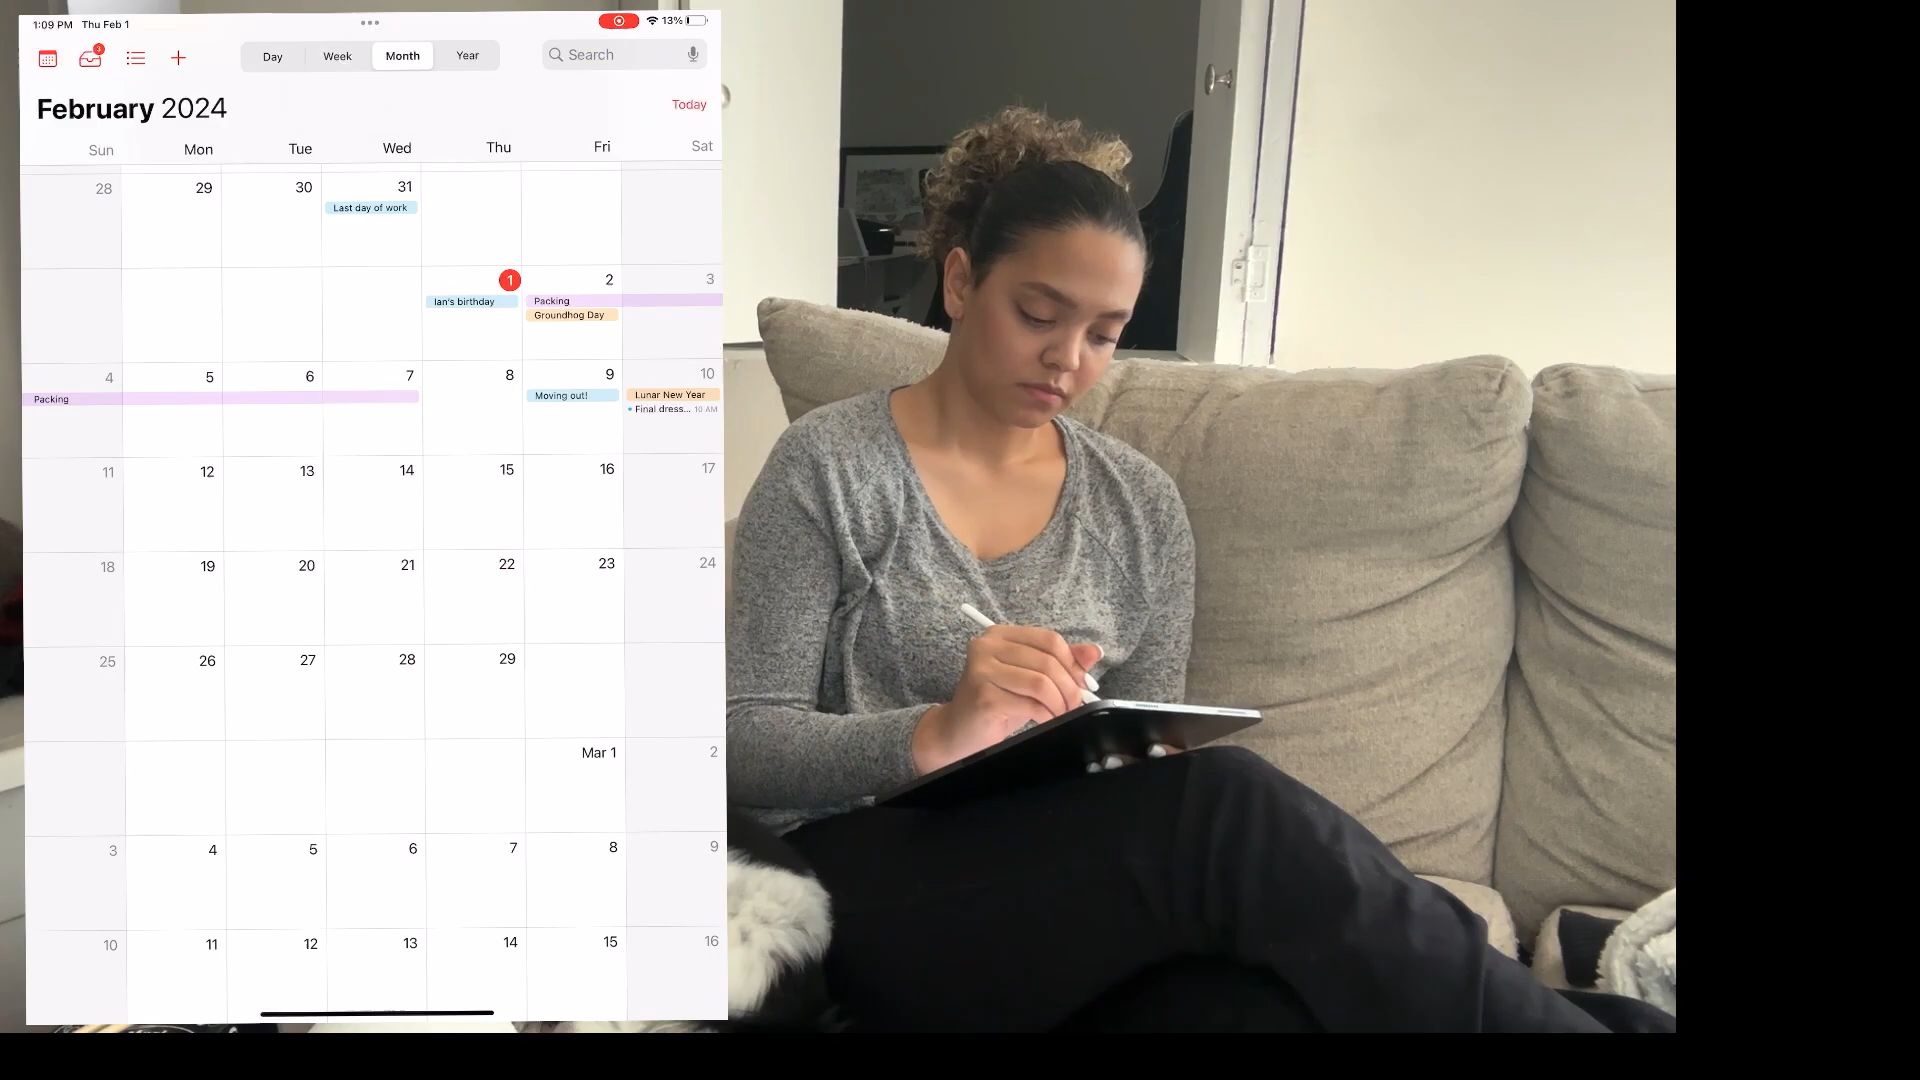 1:09 PM Thu Feb 1
13%
3
Day Week Month Year
Search
February 2024
Today
Sun Mon Tue Wed Thu Fri Sat
28 29 30 31
Last day of work
1 2 3
Ian's birthday Packing
Groundhog Day
4 5 6 7 8 9 10
Packing Moving out! Lunar New Year
Final dress... 10 AM
11 12 13 14 15 16 17
18 19 20 21 22 23 24
25 26 27 28 29
Mar 1 2
3 4 5 6 7 8 9
10 11 12 13 14 15 16